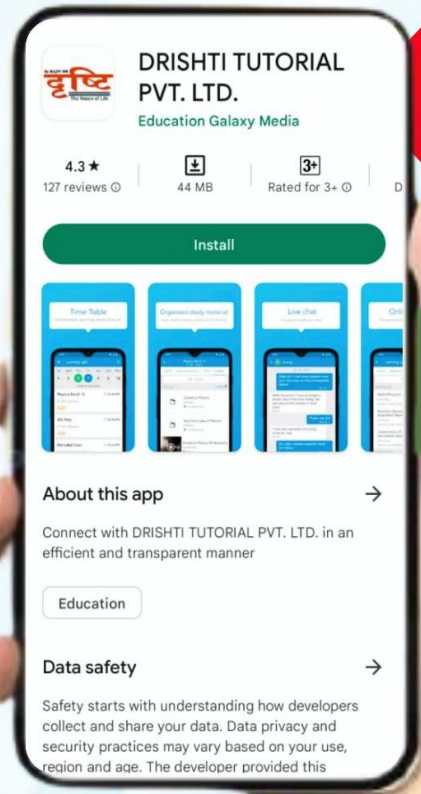 दृष्टि
The Vision of Life
DRISHTI TUTORIAL
PVT. LTD.
Education Galaxy Media
4.3★
127 reviews
44 MB
3+
Rated for 3+
D
Install
Time Table
Organised study material
Live chat
Onli
About this app
Connect with DRISHTI TUTORIAL PVT. LTD. in an
efficient and transparent manner
Education
Data safety
Safety starts with understanding how developers
collect and share your data. Data privacy and
security practices may vary based on your use,
region and age. The developer provided this